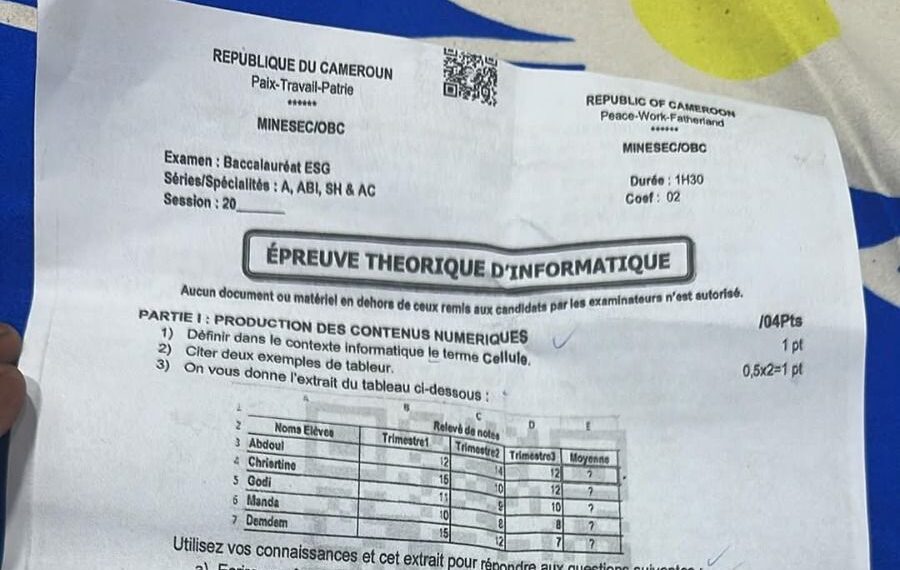 REPUBLIQUE DU CAMEROUN
Paix-Travail-Patrie
******
MINESEC/OBC
REPUBLIC OF CAMEROON
Peace-Work-Fatherland
******
MINESEC/OBC
Examen : Baccalauréat ESG
Séries/Spécialités : A, ABI, SH & AC
Session : 20______
Durée : 1H30
Coef : 02
ÉPREUVE THEORIQUE D'INFORMATIQUE
Aucun document ou matériel en dehors de ceux remis aux candidats par les examinateurs n'est autorisé.
PARTIE I : PRODUCTION DES CONTENUS NUMERIQUES /04Pts
1) Définir dans le contexte informatique le terme Cellule. 1 pt
2) Citer deux exemples de tableur. 0,5x2=1 pt
3) On vous donne l'extrait du tableau ci-dessous :
A B C D E
1 Relevé de notes
2 Noms Elèves Trimestre1 Trimestre2 Trimestre3 Moyenne
3 Abdoul 12 14 12 ?
4 Christine 15 10 12 ?
5 Godi 11 9 10 ?
6 Manda 10 8 8 ?
7 Demdem 15 12 7 ?
Utilisez vos connaissances et cet extrait pour répondre aux questions suivantes :
a)